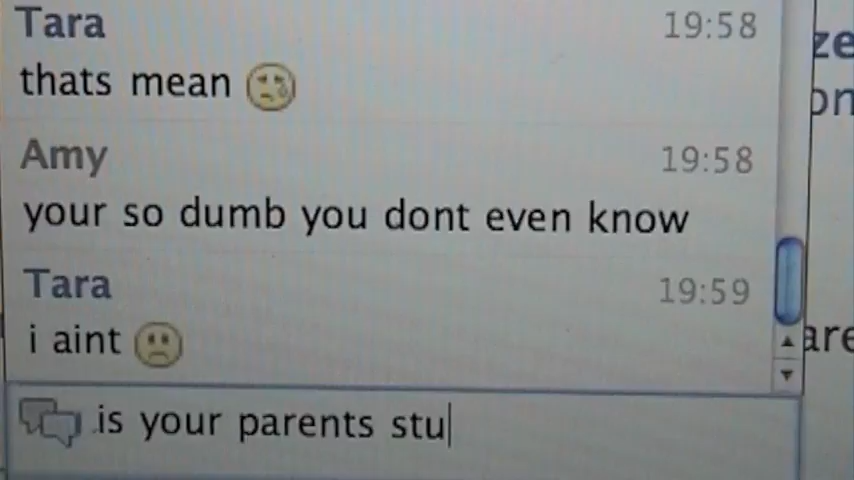 Tara 19:58
thats mean
Amy 19:58
your so dumb you dont even know
Tara 19:59
i aint
is your parents stu